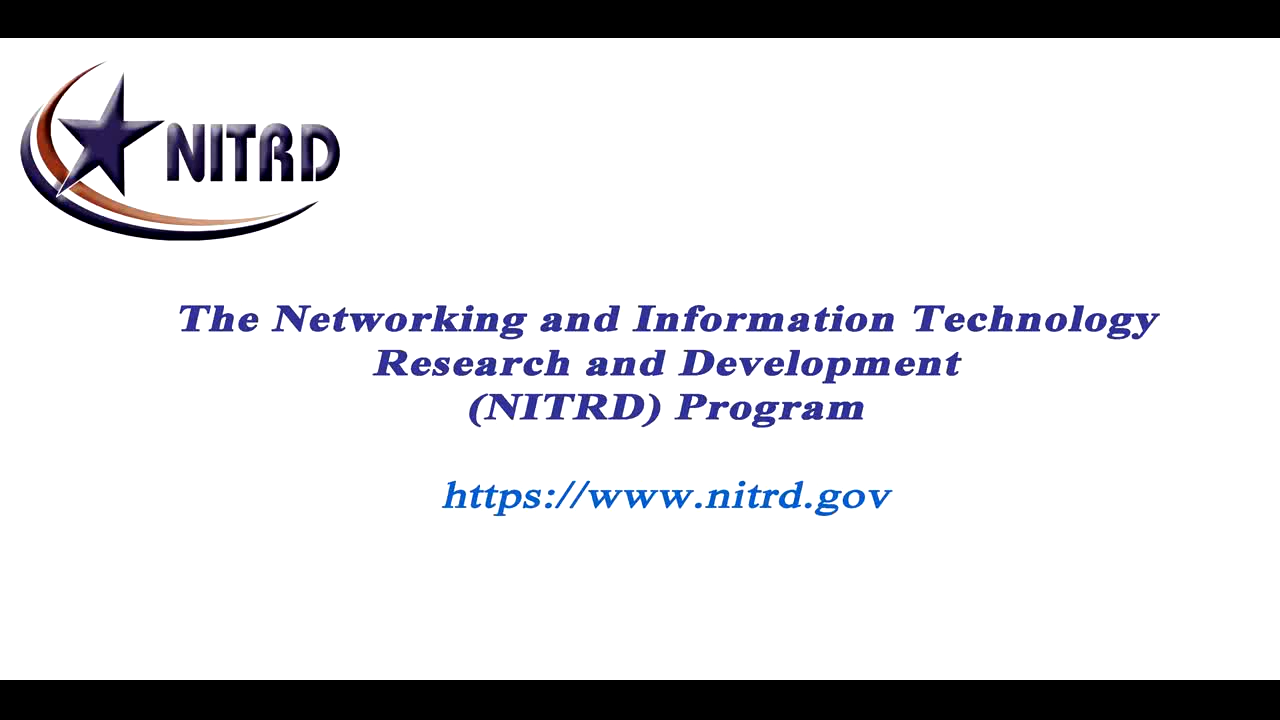 NITRD
The Networking and Information Technology
Research and Development
(NITRD) Program
https://www.nitrd.gov